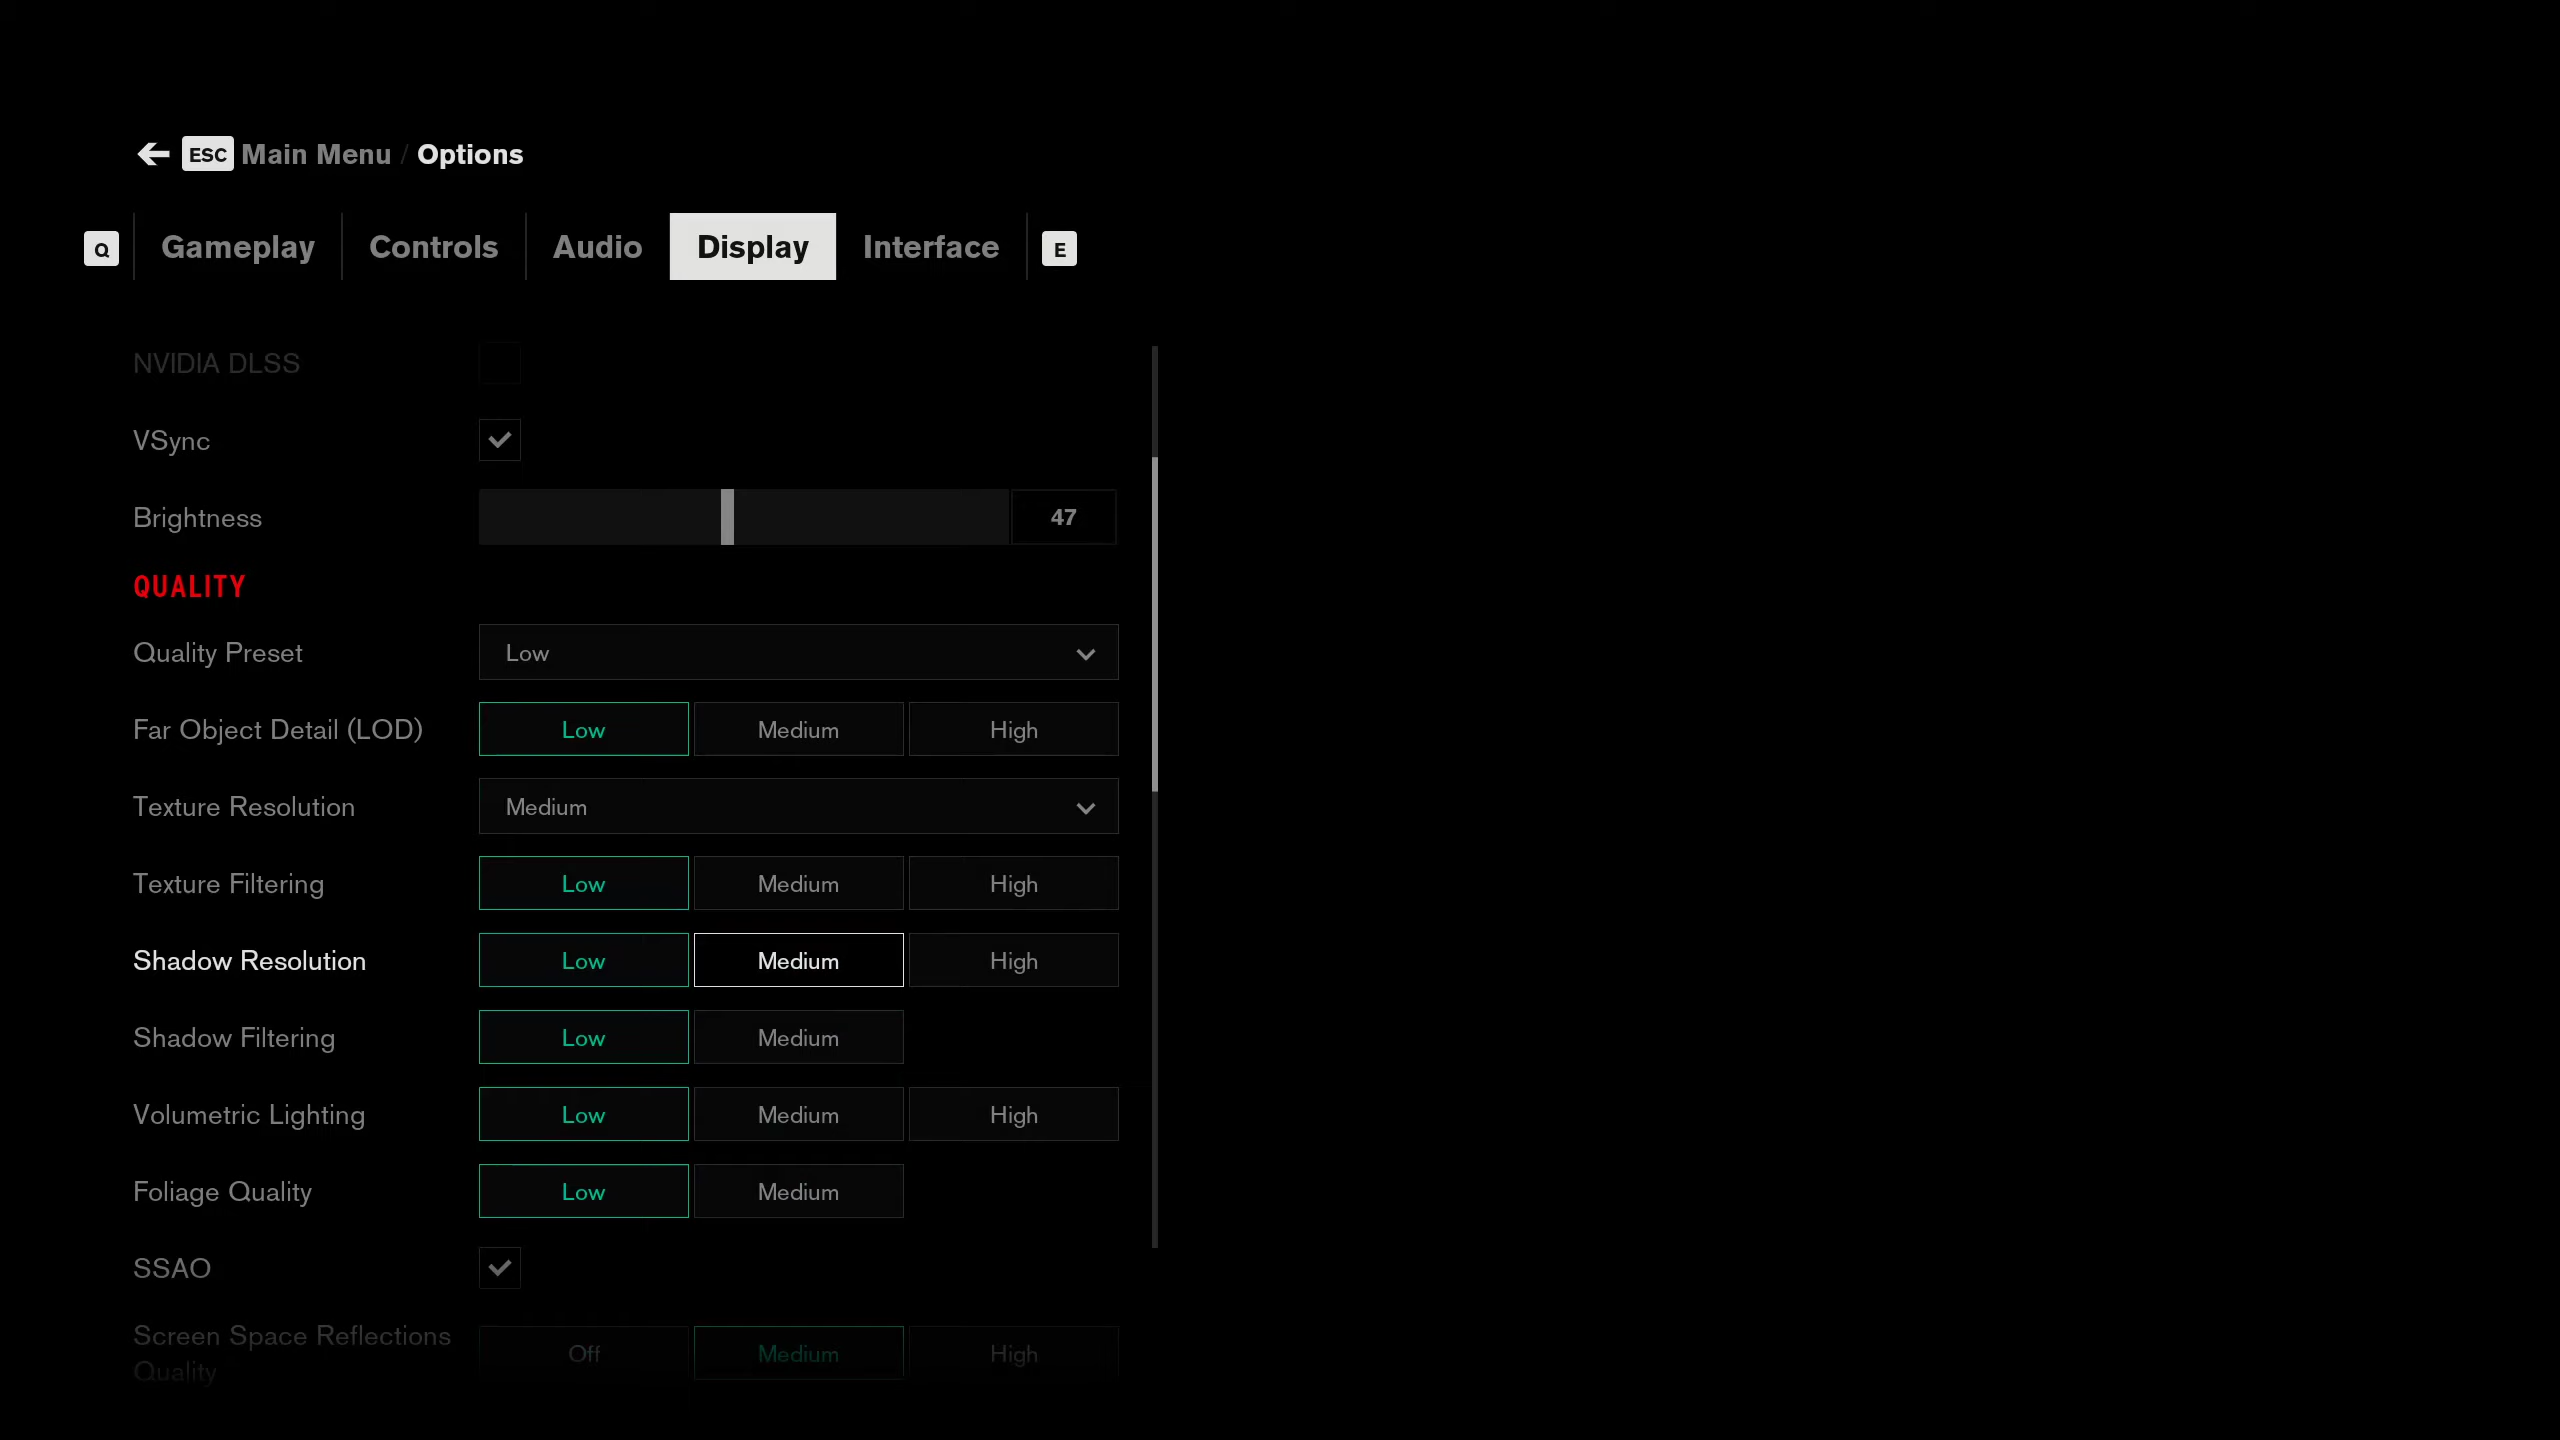 ESC Main Menu / Options
Q Gameplay Controls Audio Display Interface E
NVIDIA DLSS
VSync
Brightness 47
QUALITY
Quality Preset Low
Far Object Detail (LOD) Low Medium High
Texture Resolution Medium
Texture Filtering Low Medium High
Shadow Resolution Low Medium High
Shadow Filtering Low Medium
Volumetric Lighting Low Medium High
Foliage Quality Low Medium
SSAO
Screen Space Reflections
Quality Off Medium High